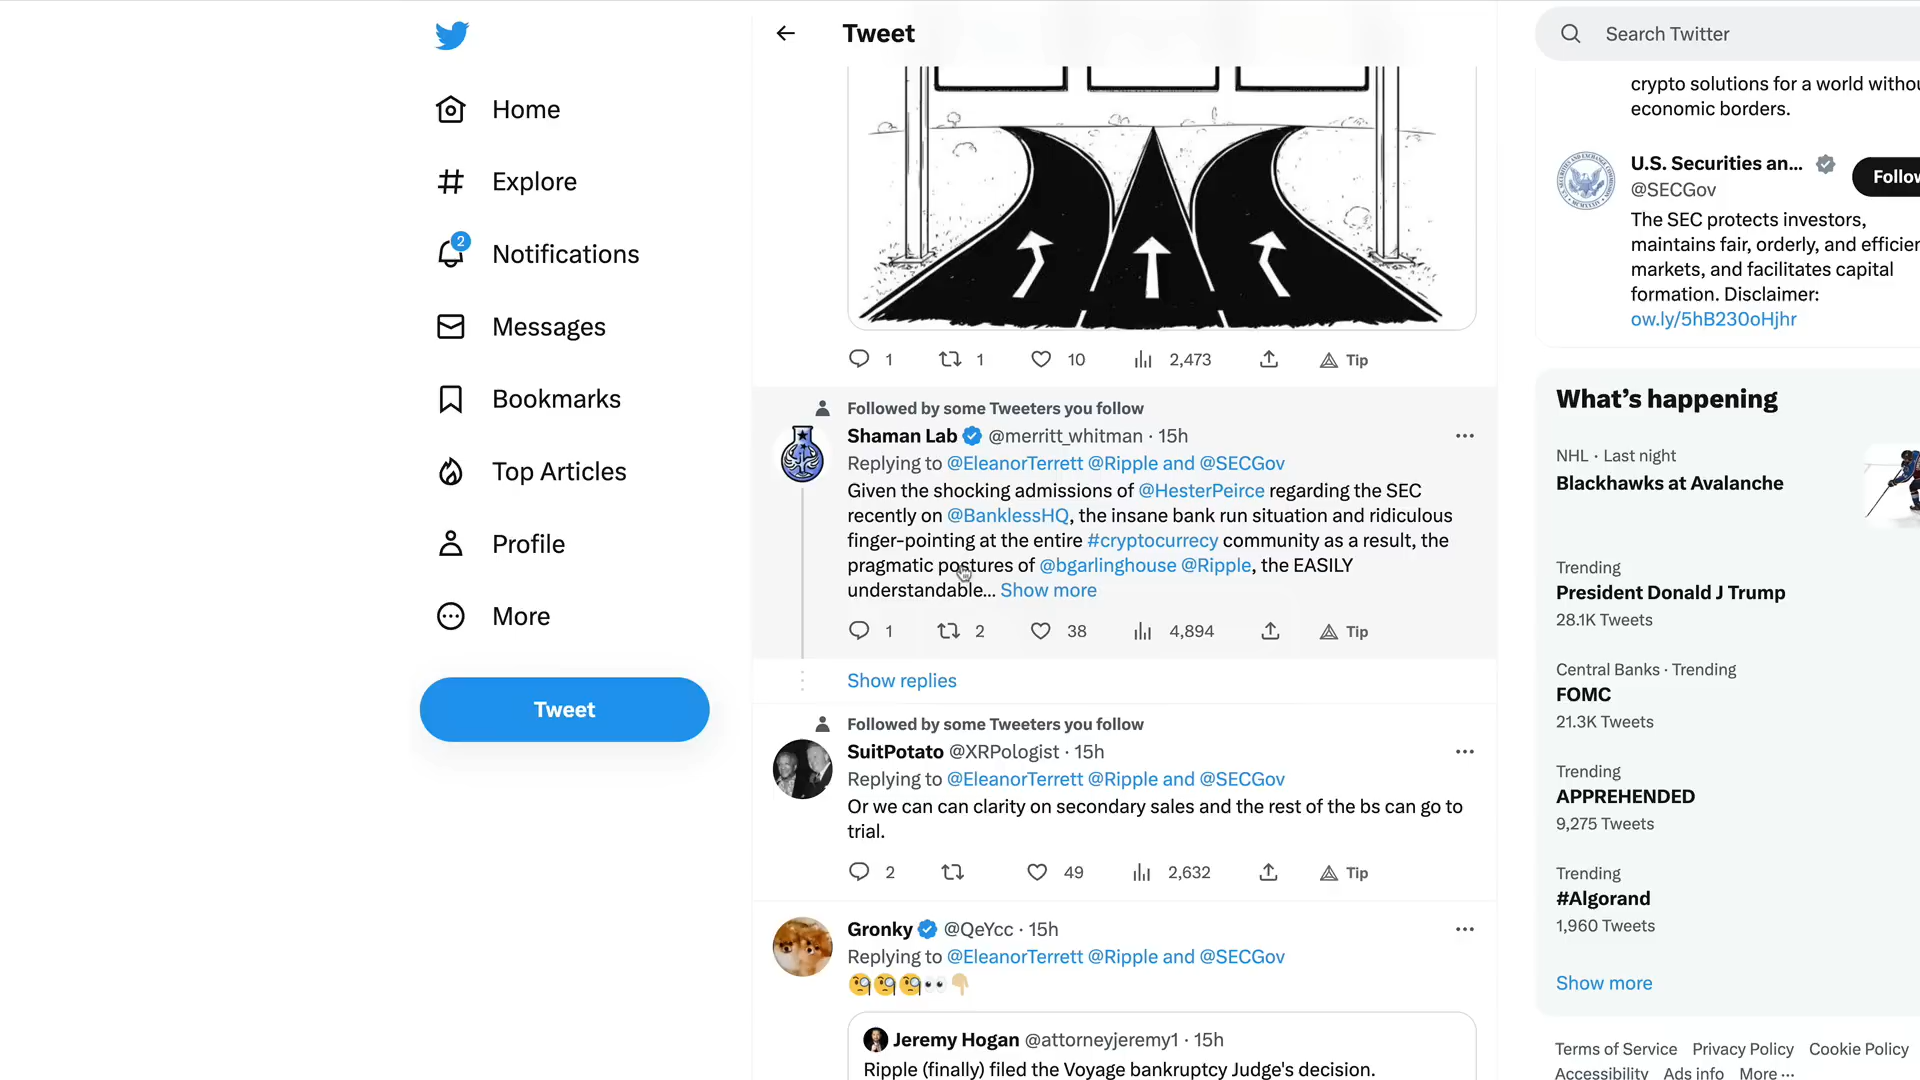 Home
Explore
2
Notifications
Messages
Bookmarks
Top Articles
Profile
More
Tweet
Tweet
1 1 10 2,473 Tip
Followed by some Tweeters you follow
Shaman Lab @merritt_whitman · 15h
Replying to @EleanorTerrett @Ripple and @SECGov
Given the shocking admissions of @HesterPeirce regarding the SEC
recently on @BanklessHQ, the insane bank run situation and ridiculous
finger-pointing at the entire #cryptocurrecy community as a result, the
pragmatic postures of @bgarlinghouse @Ripple, the EASILY
understandable... Show more
1 2 38 4,894 Tip
Show replies
Followed by some Tweeters you follow
SuitPotato @XRPologist · 15h
Replying to @EleanorTerrett @Ripple and @SECGov
Or we can can clarity on secondary sales and the rest of the bs can go to
trial.
2 49 2,632 Tip
Gronky @QeYcc · 15h
Replying to @EleanorTerrett @Ripple and @SECGov
🧐🧐🧐👀👇🏼
Jeremy Hogan @attorneyjeremy1 · 15h
Ripple (finally) filed the Voyage bankruptcy Judge's decision.
Search Twitter
crypto solutions for a world withou
economic borders.
U.S. Securities an...
@SECGov
Follow
The SEC protects investors,
maintains fair, orderly, and efficien
markets, and facilitates capital
formation. Disclaimer:
ow.ly/5hB230oHjhr
What's happening
NHL · Last night
Blackhawks at Avalanche
Trending
President Donald J Trump
28.1K Tweets
Central Banks · Trending
FOMC
21.3K Tweets
Trending
APPREHENDED
9,275 Tweets
Trending
#Algorand
1,960 Tweets
Show more
Terms of Service Privacy Policy Cookie Policy
Accessibility Ads info More ...